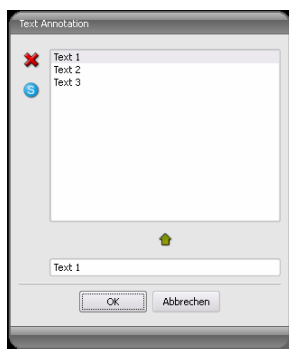 Text Annotation
Text 1
Text 2
Text 3
S
Text 1
OK
Abbrechen